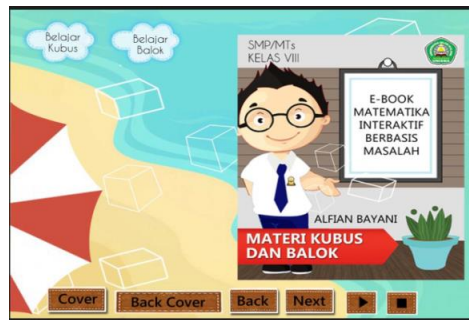 Belajar
Kubus
Belajar
Balok
SMP/MTs
KELAS VIII
E-BOOK
MATEMATIKA
INTERAKTIF
BERBASIS
MASALAH
ALFIAN BAYANI
MATERI KUBUS
DAN BALOK
Cover
Back Cover
Back
Next